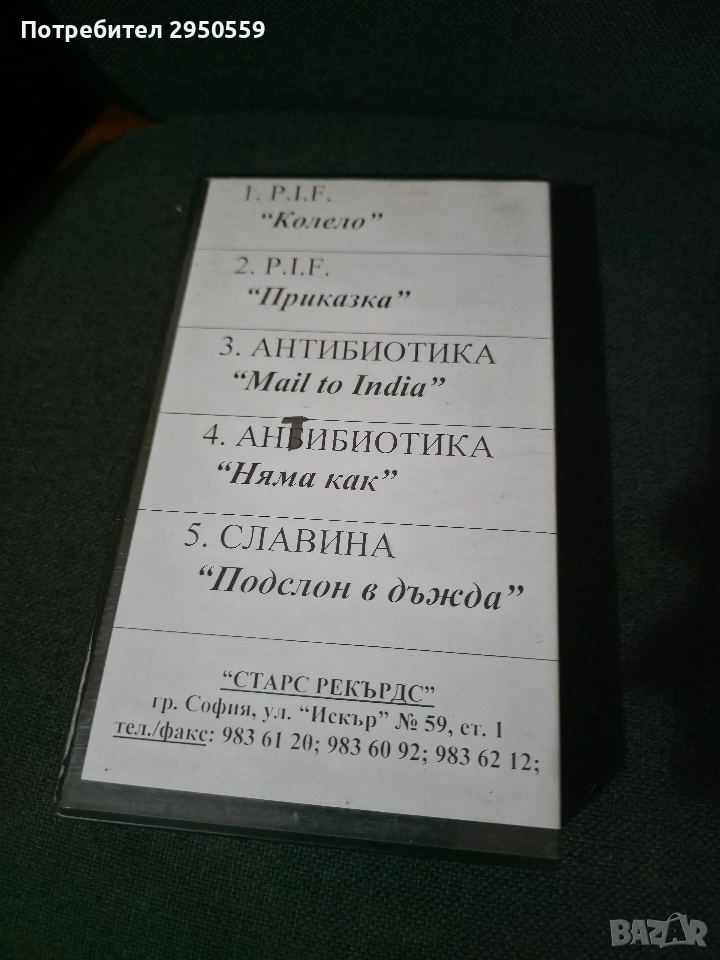 Потребител 2950559
1. P.I.F.
“Колело”
2. P.I.F.
“Приказка”
3. АНТИБИОТИКА
“Mail to India”
4. АНТИБИОТИКА
“Няма как”
5. СЛАВИНА
“Подслон в дъжда”
“СТАРС РЕКЪРДС”
гр. София, ул. “Искър” № 59, ет. 1
тел./факс: 983 61 20; 983 60 92; 983 62 12;
BAZAR